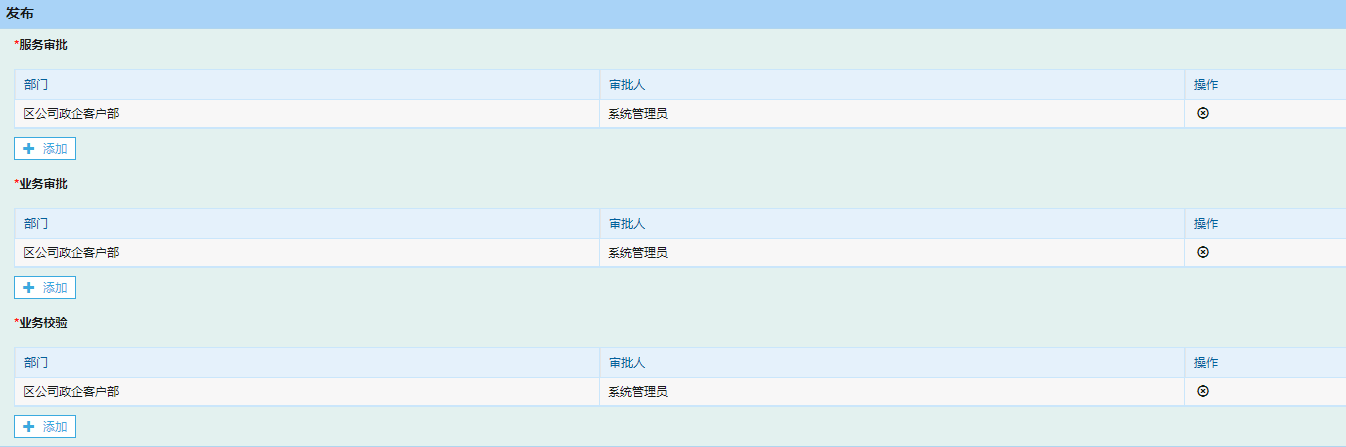 发布
*服务审批
部门 审批人 操作
区公司政企客户部 系统管理员
添加
*业务审批
部门 审批人 操作
区公司政企客户部 系统管理员
添加
*业务校验
部门 审批人 操作
区公司政企客户部 系统管理员
添加